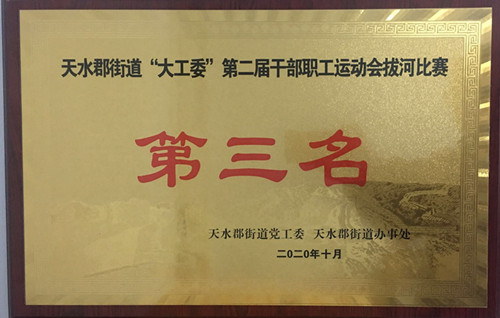 天水郡街道“大工委”第二届干部职工运动会拔河比赛
第三名
天水郡街道党工委 天水郡街道办事处
二〇二〇年十月